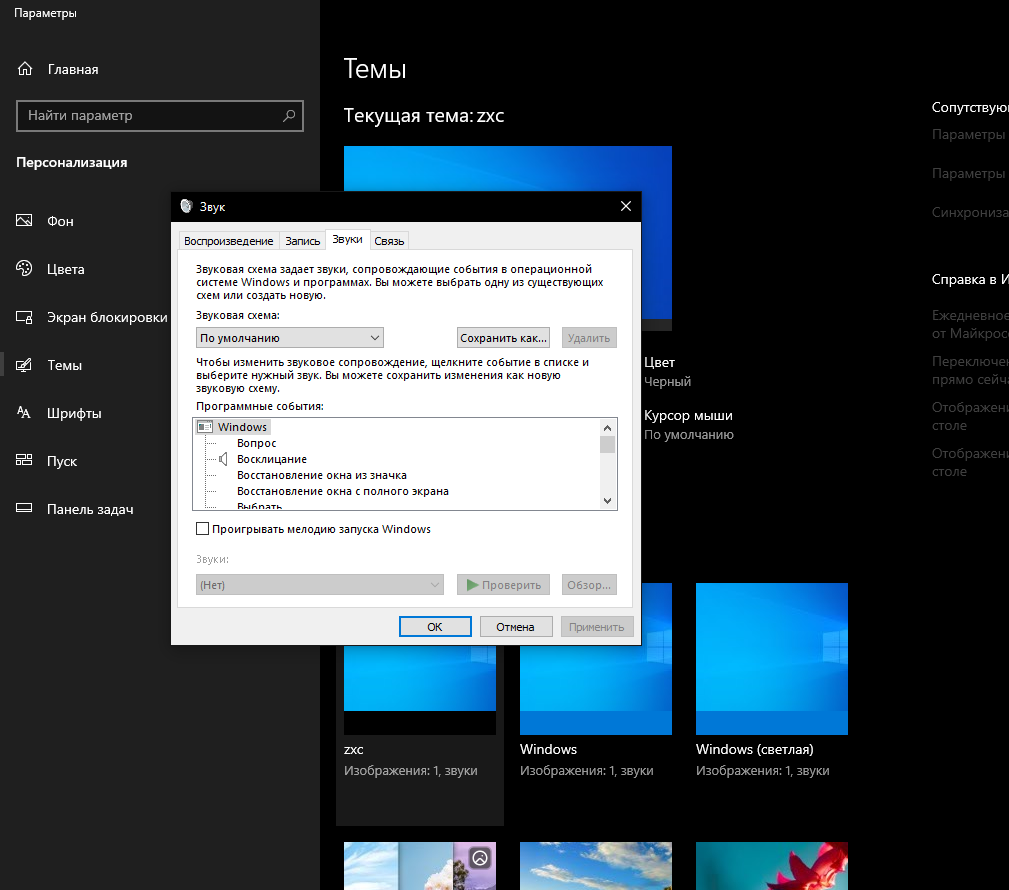 Параметры
Главная
Найти параметр
Персонализация
Фон
Цвета
Экран блокировки
Темы
Шрифты
Пуск
Панель задач
Темы
Текущая тема: zxc
Звук
Воспроизведение
Запись
Звуки
Связь
Звуковая схема задает звуки, сопровождающие события в операционной
системе Windows и программах. Вы можете выбрать одну из существующих
схем или создать новую.
Звуковая схема:
По умолчанию
Сохранить как...
Удалить
Чтобы изменить звуковое сопровождение, щелкните событие в списке и
выберите нужный звук. Вы можете сохранить изменения как новую
звуковую схему.
Программные события:
Windows
Вопрос
Восклицание
Восстановление окна из значка
Восстановление окна с полного экрана
Выбрать
Проигрывать мелодию запуска Windows
Звуки:
(Нет)
Проверить
Обзор...
ОК
Отмена
Применить
Цвет
Черный
Курсор мыши
По умолчанию
zxc
Изображения: 1, звуки
Windows
Изображения: 1, звуки
Windows (светлая)
Изображения: 1, звуки
Сопутствую
Параметры
Параметры
Синхрониза
Справка в И
Ежедневное
от Майкрос
Переключен
прямо сейча
Отображени
столе
Отображени
столе